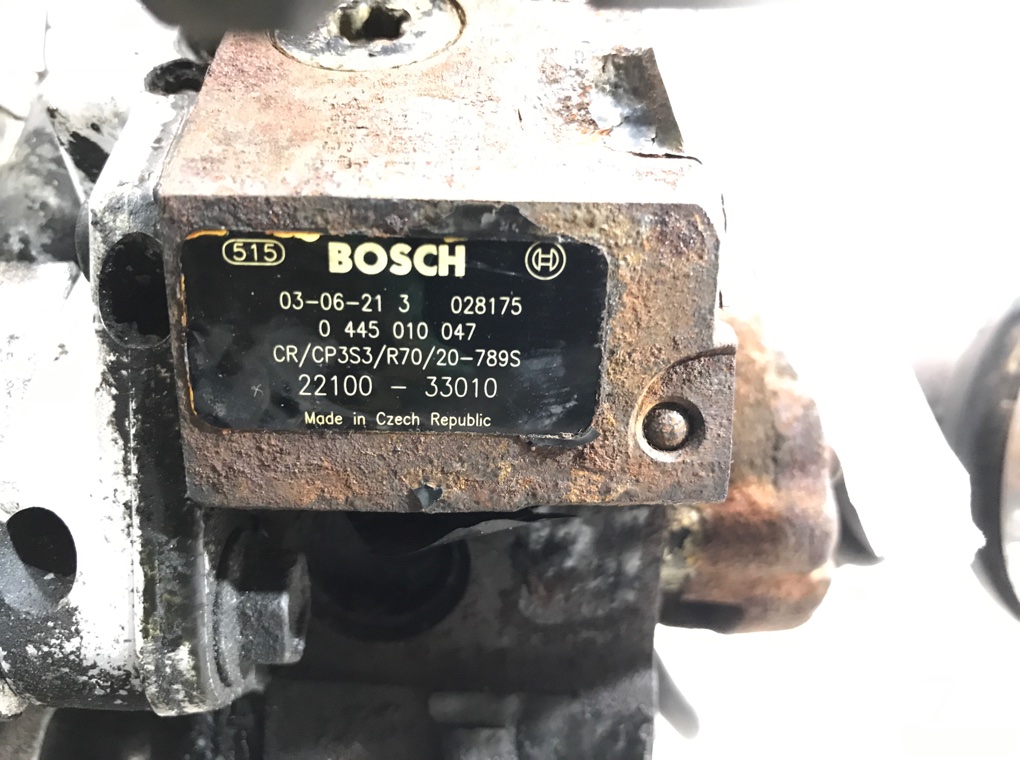 515 BOSCH H
03-06-21 3 028175
0 445 010 047
CR/CP3S3/R70/20-789S
22100 - 33010
Made in Czech Republic